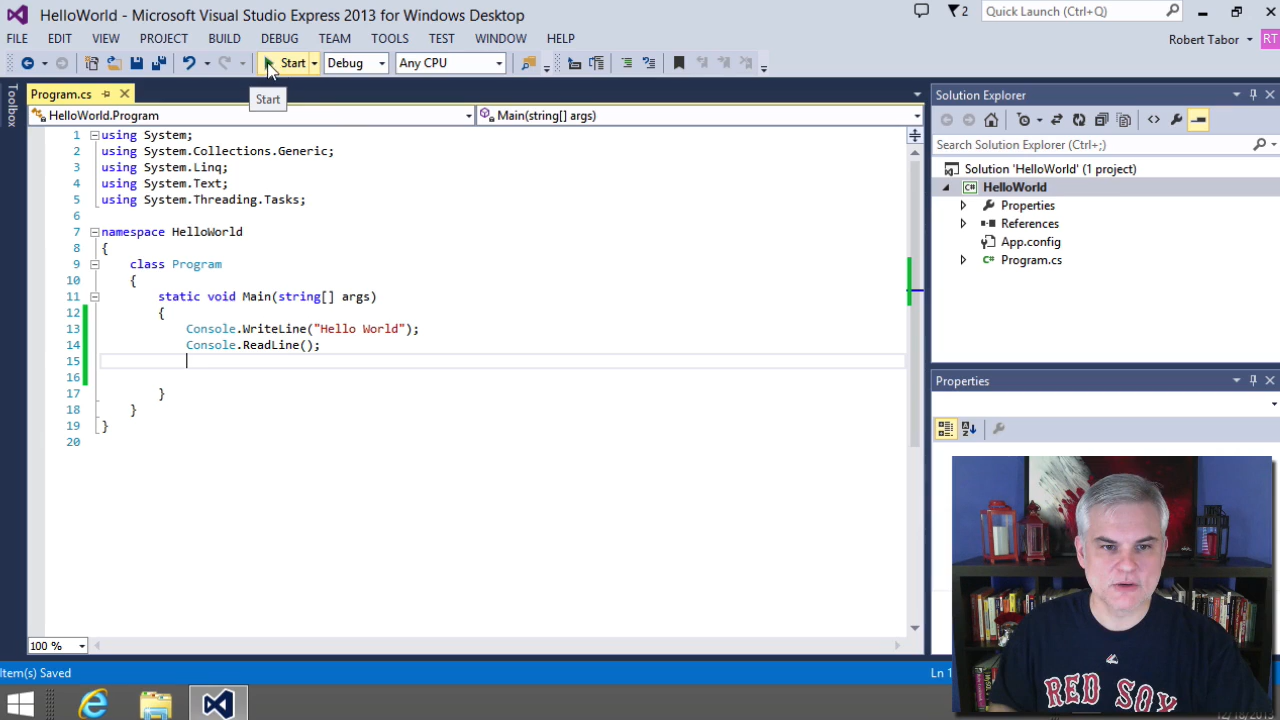 HelloWorld - Microsoft Visual Studio Express 2013 for Windows Desktop
2
Quick Launch (Ctrl+Q)
FILE EDIT VIEW PROJECT BUILD DEBUG TEAM TOOLS TEST WINDOW HELP
Robert Tabor RT
Start Debug Any CPU
Toolbox
Program.cs
Start
HelloWorld.Program Main(string[] args)
1 using System;
2 using System.Collections.Generic;
3 using System.Linq;
4 using System.Text;
5 using System.Threading.Tasks;
6
7 namespace HelloWorld
8 {
9 class Program
10 {
11 static void Main(string[] args)
12 {
13 Console.WriteLine("Hello World");
14 Console.ReadLine();
15
16
17 }
18 }
19 }
20
100 %
Solution Explorer
Search Solution Explorer (Ctrl+;)
Solution 'HelloWorld' (1 project)
C# HelloWorld
Properties
References
App.config
C# Program.cs
Properties
RED SOX
Item(s) Saved
Ln 1
12/18/2013